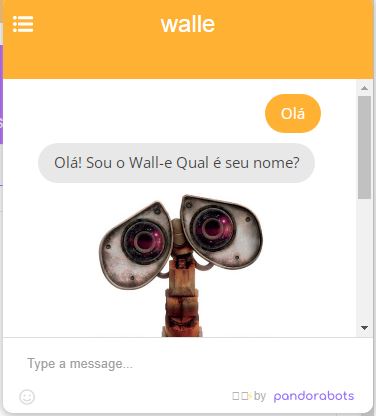 walle
Olá
Olá! Sou o Wall-e Qual é seu nome?
Type a message...
by pandorabots